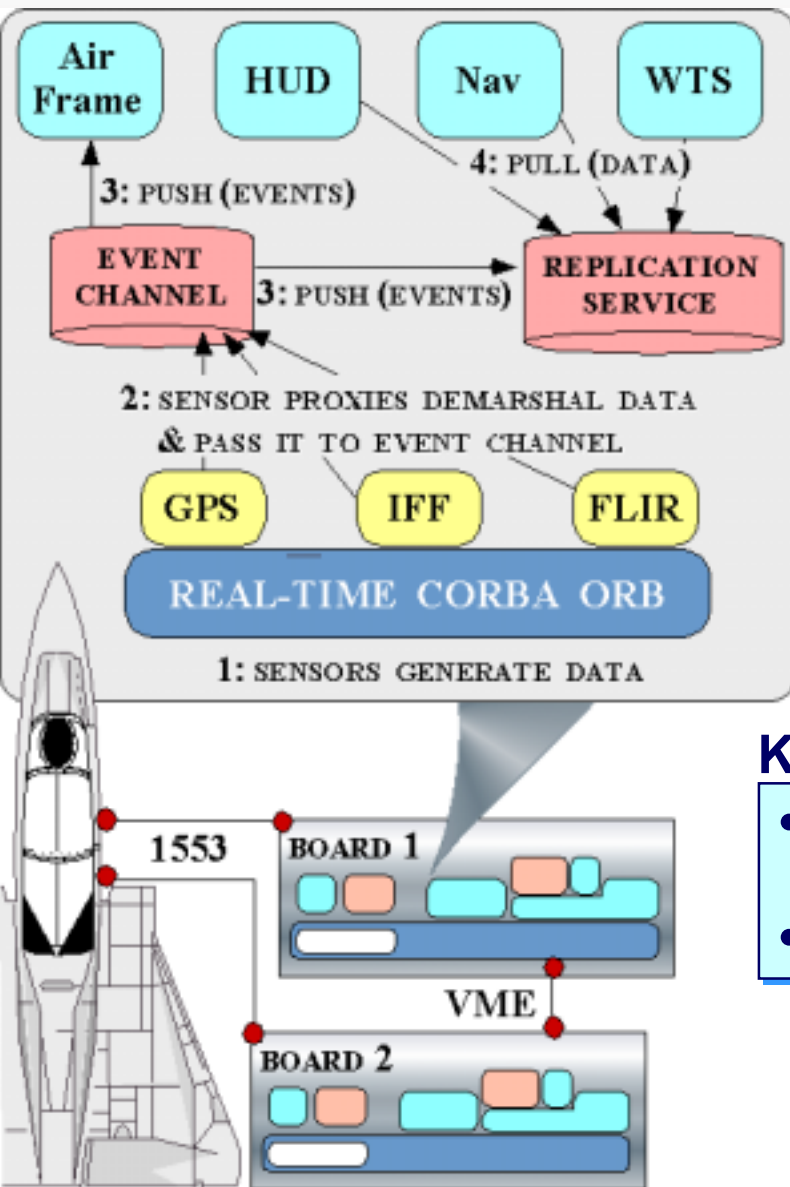 Air
Frame
HUD
Nav
WTS
4: PULL (DATA)
3: PUSH (EVENTS)
EVENT
CHANNEL
3: PUSH (EVENTS)
REPLICATION
SERVICE
2: SENSOR PROXIES DEMARSHAL DATA
& PASS IT TO EVENT CHANNEL
GPS
IFF
FLIR
REAL-TIME CORBA ORB
1: SENSORS GENERATE DATA
K
1553
BOARD 1
VME
BOARD 2